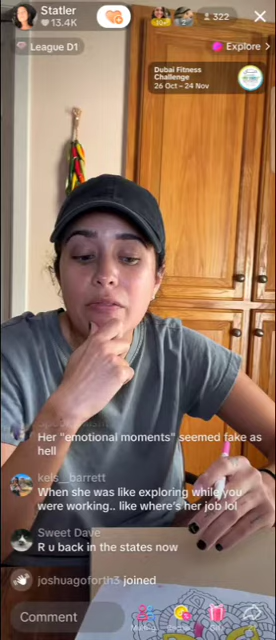 Statler
13.4K
322
League D1
Explore >
Dubai Fitness
Challenge
26 Oct – 24 Nov
Her "emotional moments" seemed fake as
hell
kels__barrett
When she was like exploring while you
were working.. like where's her job lol
Sweet Dave
R u back in the states now
joshuagoforth3 joined
Comment